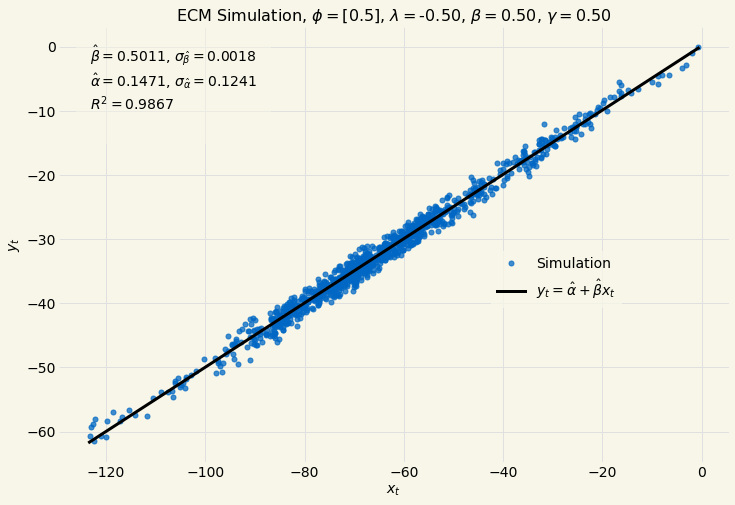 ECM Simulation, ϕ = [0.5], λ = -0.50, β = 0.50, γ = 0.50
β̂ = 0.5011, σ_β̂ = 0.0018
α̂ = 0.1471, σ_α̂ = 0.1241
R² = 0.9867
0
−10
−20
−30
−40
−50
−60
y_t
Simulation
y_t = α̂ + β̂x_t
−120 −100 −80 −60 −40 −20 0
x_t